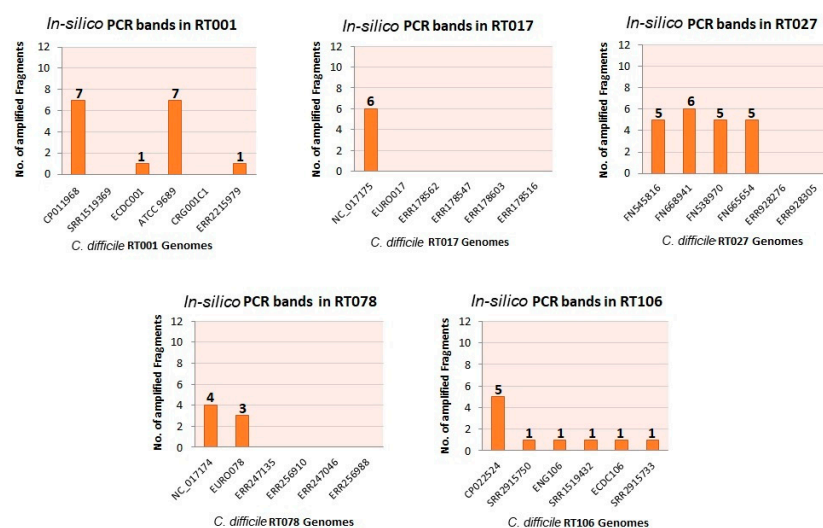 In-silico PCR bands in RT001
No. of amplified Fragments
12
10
8
6
4
2
0
7
1
7
1
CP011968
SRR1519369
ECDC001
ATCC 9689
CRG001C1
ERR2215979
C. difficile RT001 Genomes
In-silico PCR bands in RT017
No. of amplified Fragments
12
10
8
6
4
2
0
6
NC_017175
EURO017
ERR178562
ERR178547
ERR178603
ERR178516
C. difficile RT017 Genomes
In-silico PCR bands in RT027
No. of amplified Fragments
12
10
8
6
4
2
0
5
6
5
5
FN545816
FN668941
FN538970
FN665654
ERR928276
ERR928305
C. difficile RT027 Genomes
In-silico PCR bands in RT078
No. of amplified Fragments
12
10
8
6
4
2
0
4
3
NC_017174
EURO078
ERR247135
ERR256910
ERR247046
ERR256988
C. difficile RT078 Genomes
In-silico PCR bands in RT106
No. of amplified Fragments
12
10
8
6
4
2
0
5
1
1
1
1
1
CP022524
SRR2915750
ENG106
SRR1519432
ECDC106
SRR2915733
C. difficile RT106 Genomes